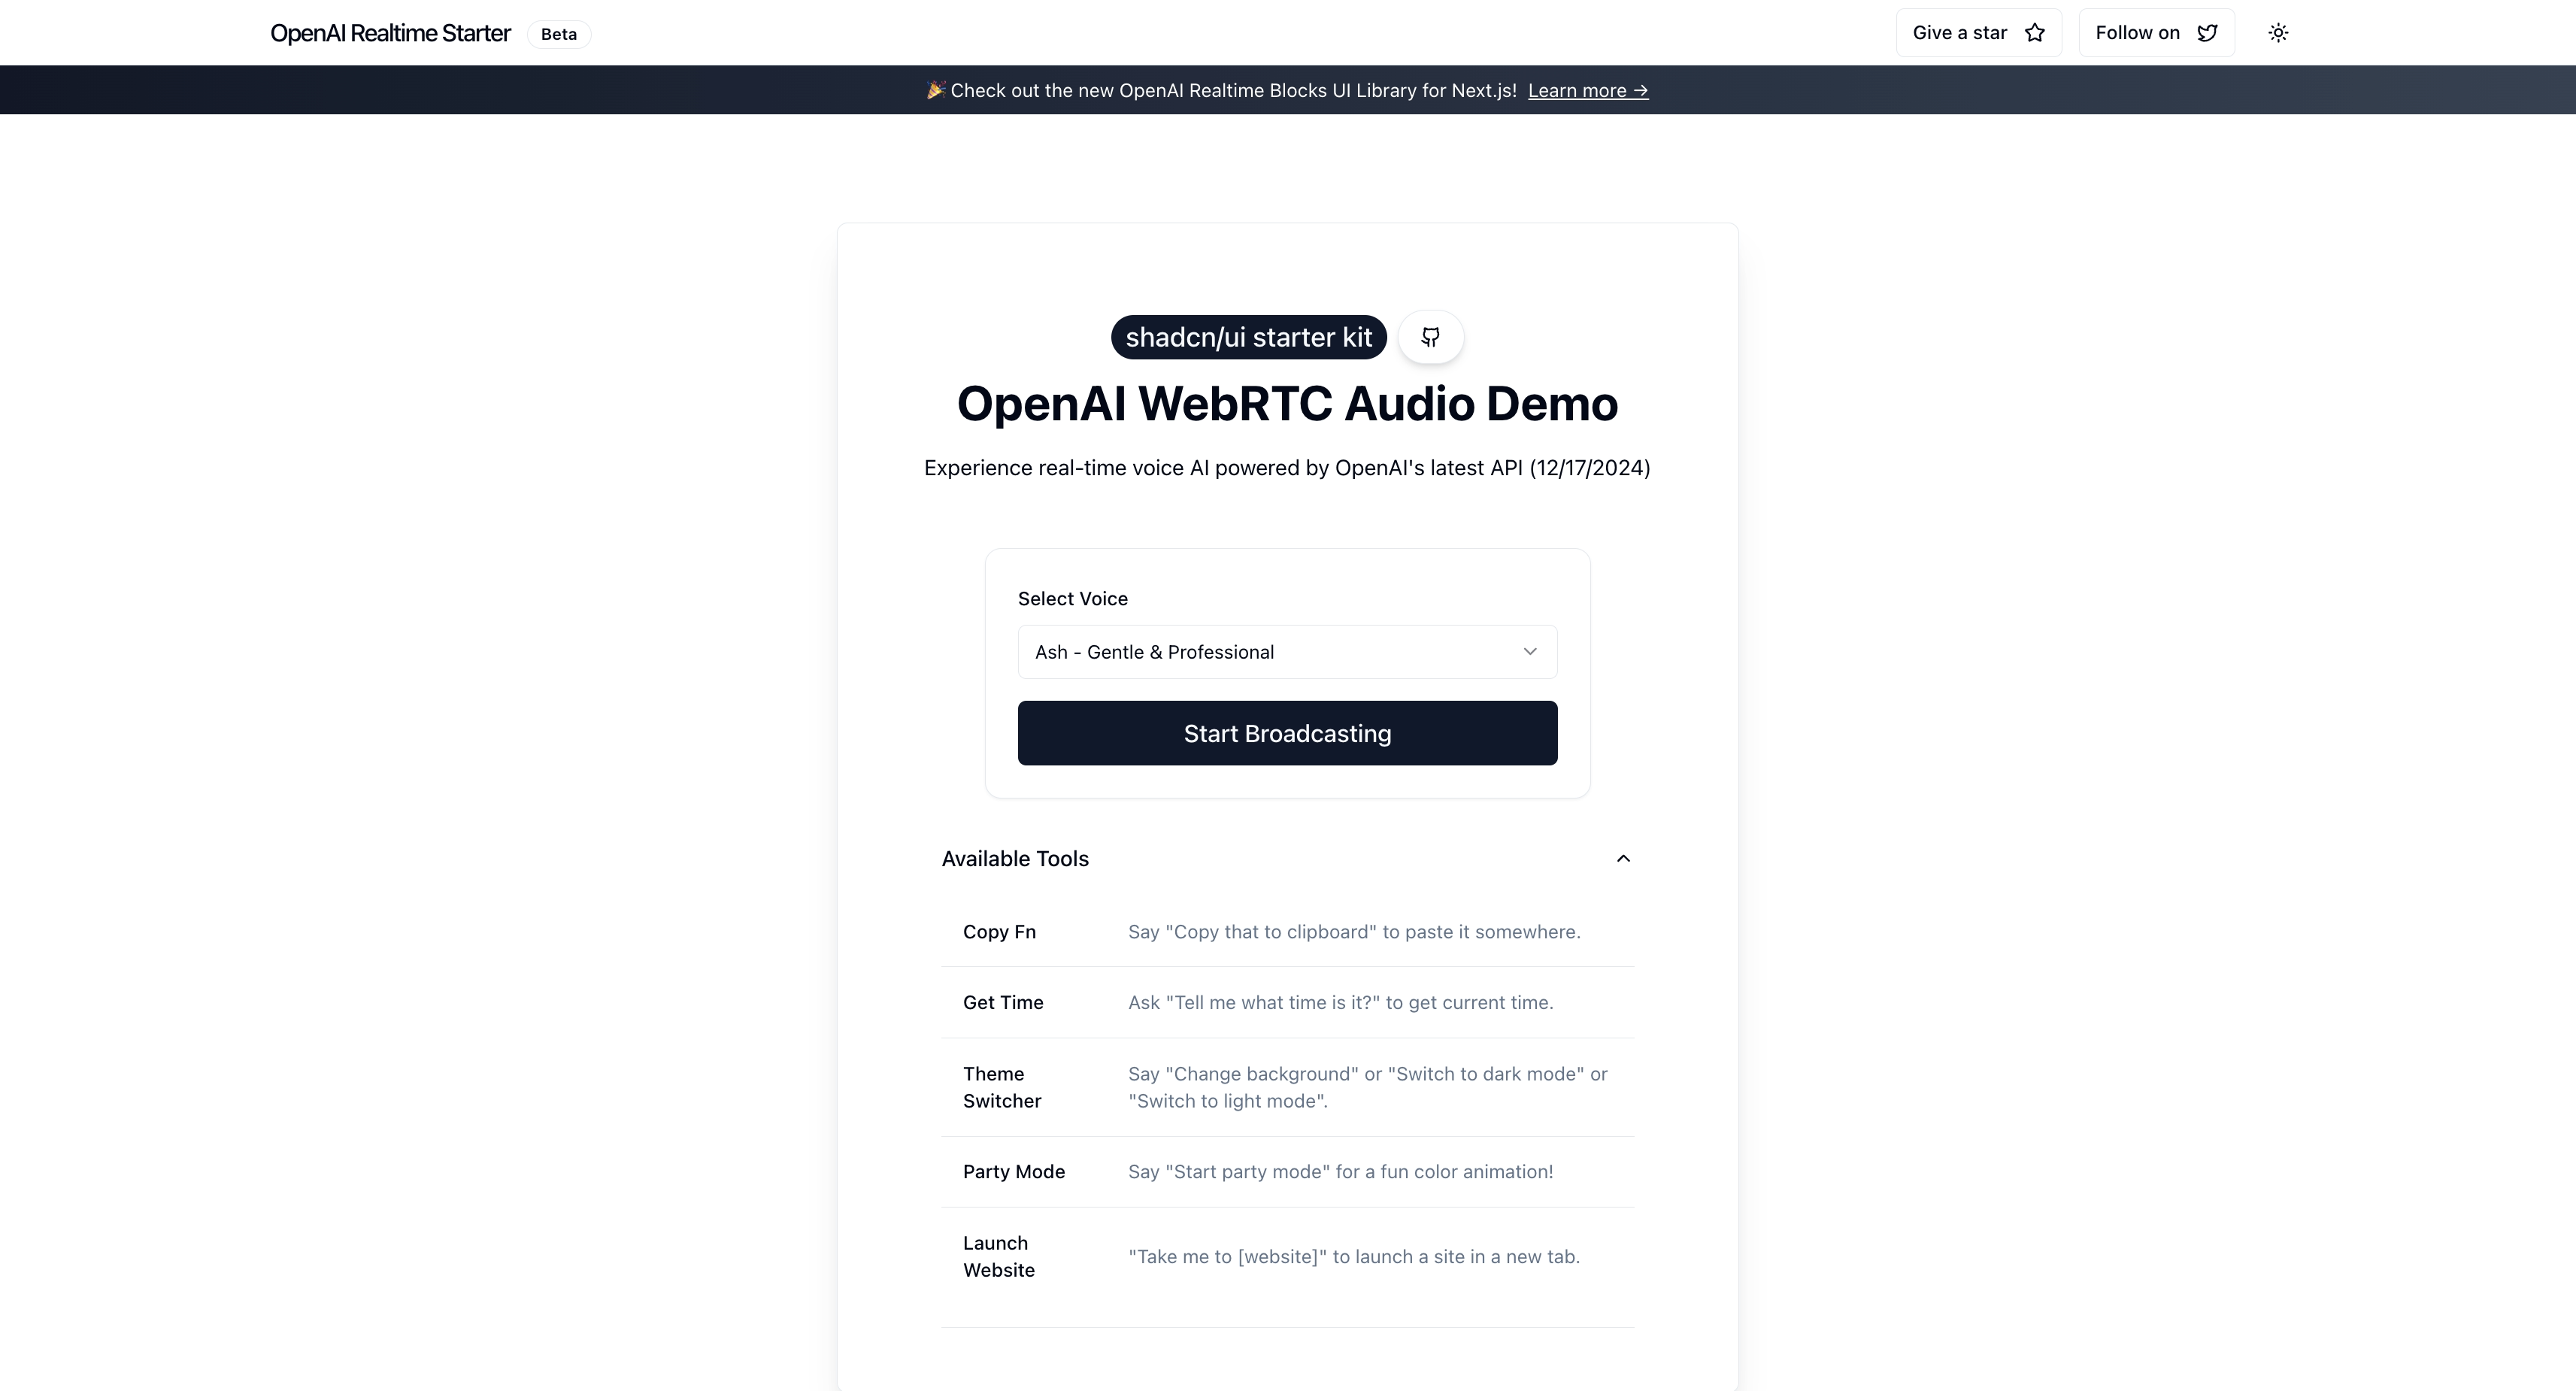 OpenAI Realtime Starter
Beta
Give a star
Follow on
🎉 Check out the new OpenAI Realtime Blocks UI Library for Next.js! Learn more →
shadcn/ui starter kit
OpenAI WebRTC Audio Demo
Experience real-time voice AI powered by OpenAI's latest API (12/17/2024)
Select Voice
Ash - Gentle & Professional
Start Broadcasting
Available Tools
Copy Fn
Say "Copy that to clipboard" to paste it somewhere.
Get Time
Ask "Tell me what time is it?" to get current time.
Theme
Switcher
Say "Change background" or "Switch to dark mode" or
"Switch to light mode".
Party Mode
Say "Start party mode" for a fun color animation!
Launch
Website
"Take me to [website]" to launch a site in a new tab.